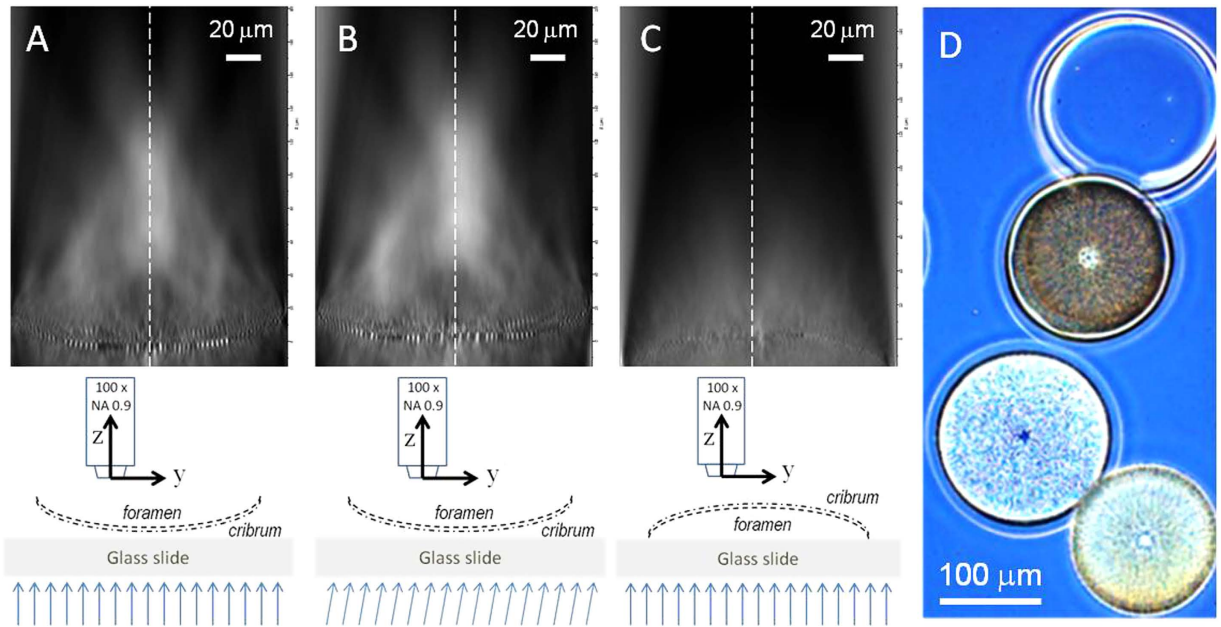 A
20 μm
B
20 μm
C
20 μm
D
100 x
NA 0.9
Z
y
foramen
cribrum
Glass slide
100 x
NA 0.9
Z
y
foramen
cribrum
Glass slide
100 x
NA 0.9
Z
y
cribrum
foramen
Glass slide
100 μm